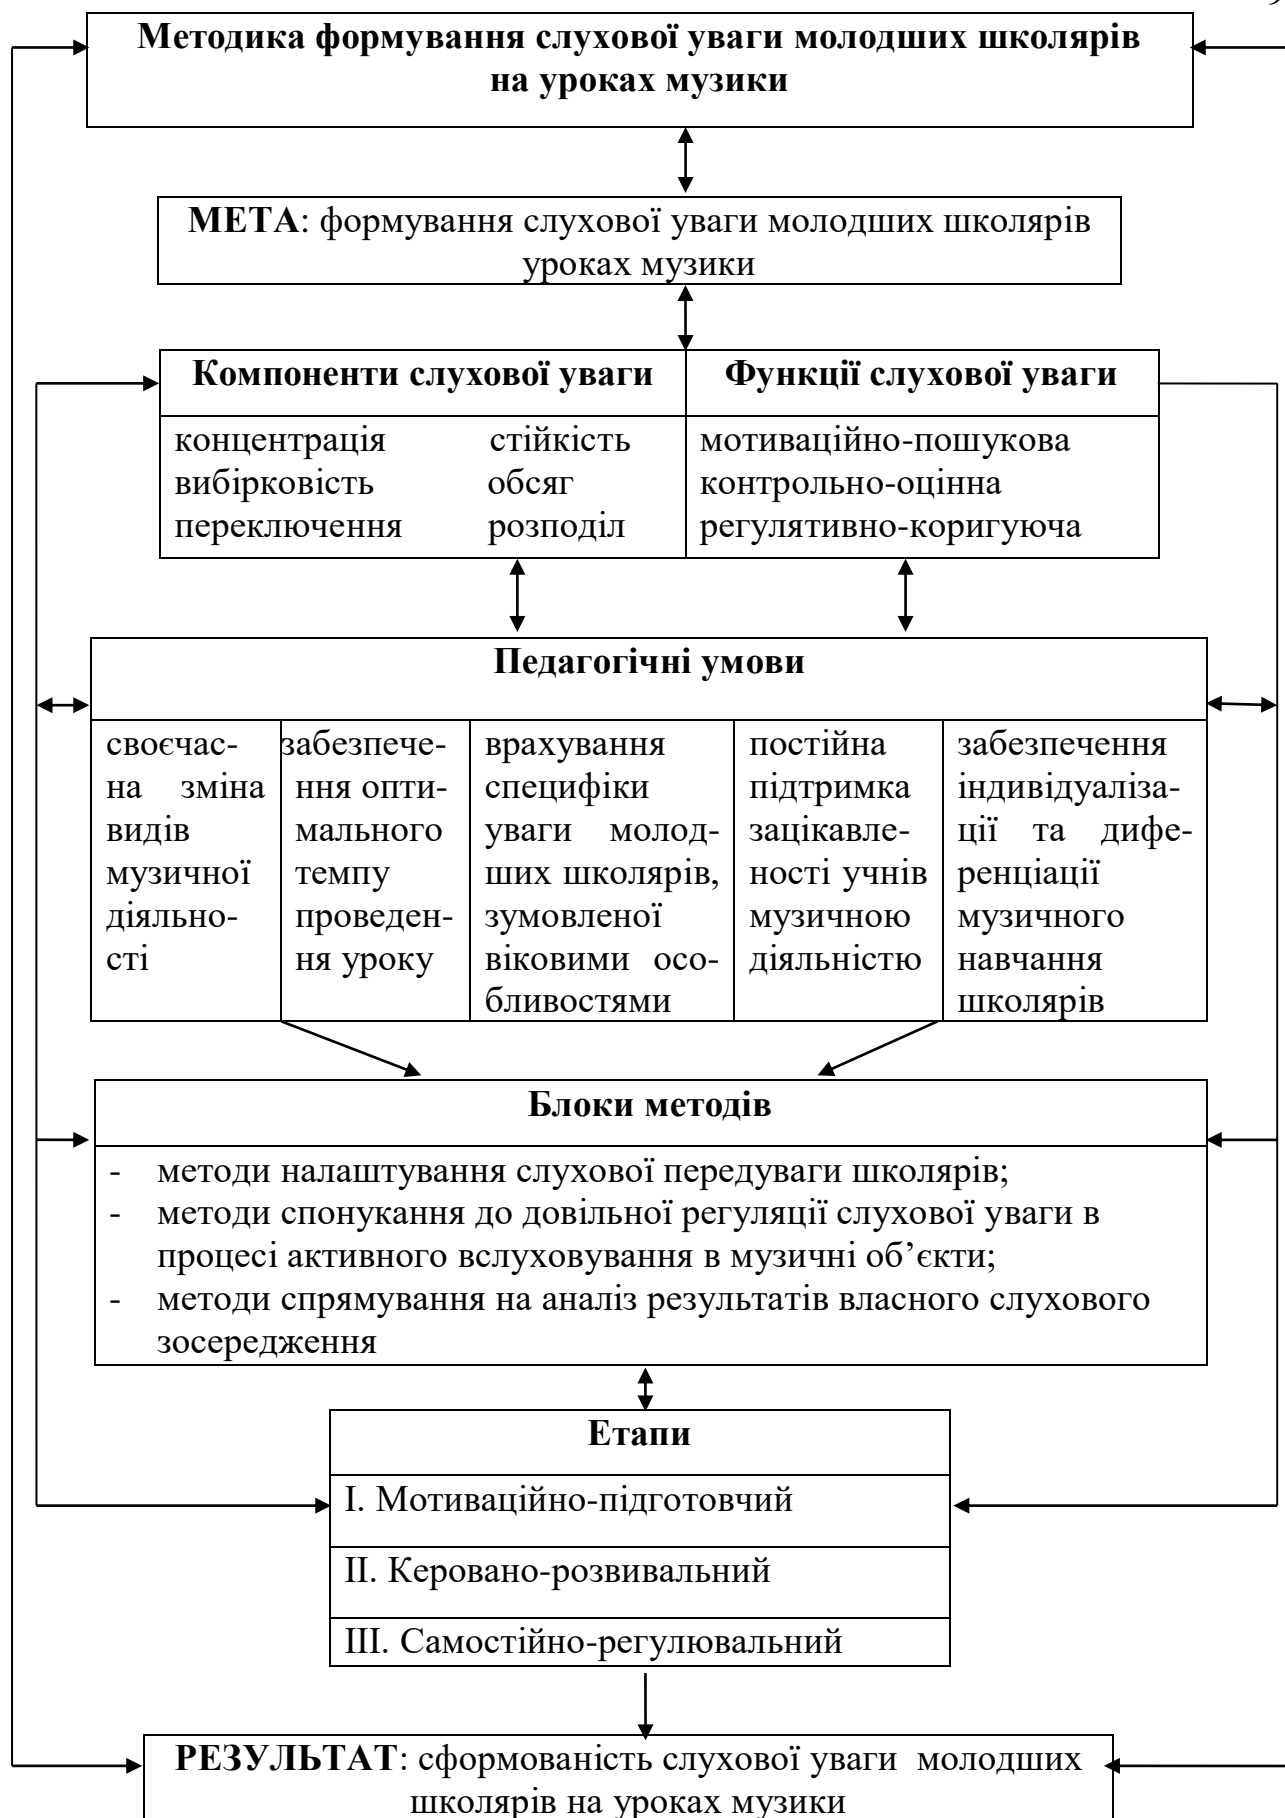 Методика формування слухової уваги молодших школярів
на уроках музики
МЕТА: формування слухової уваги молодших школярів
уроках музики
Компоненти слухової уваги
Функції слухової уваги
концентрація стійкість
вибірковість обсяг
переключення розподіл
мотиваційно-пошукова
контрольно-оцінна
регулятивно-коригуюча
Педагогічні умови
своєчас-
на зміна
видів
музичної
діяльно-
сті
забезпече-
ння опти-
мального
темпу
проведен-
ня уроку
врахування
специфіки
уваги молод-
ших школярів,
зумовленої
віковими осо-
бливостями
постійна
підтримка
зацікавле-
ності учнів
музичною
діяльністю
забезпечення
індивідуаліза-
ції та дифе-
ренціації
музичного
навчання
школярів
Блоки методів
- методи налаштування слухової передуваги школярів;
- методи спонукання до довільної регуляції слухової уваги в
процесі активного вслуховування в музичні об’єкти;
- методи спрямування на аналіз результатів власного слухового
зосередження
Етапи
І. Мотиваційно-підготовчий
ІІ. Керовано-розвивальний
ІІІ. Самостійно-регулювальний
РЕЗУЛЬТАТ: сформованість слухової уваги молодших
школярів на уроках музики